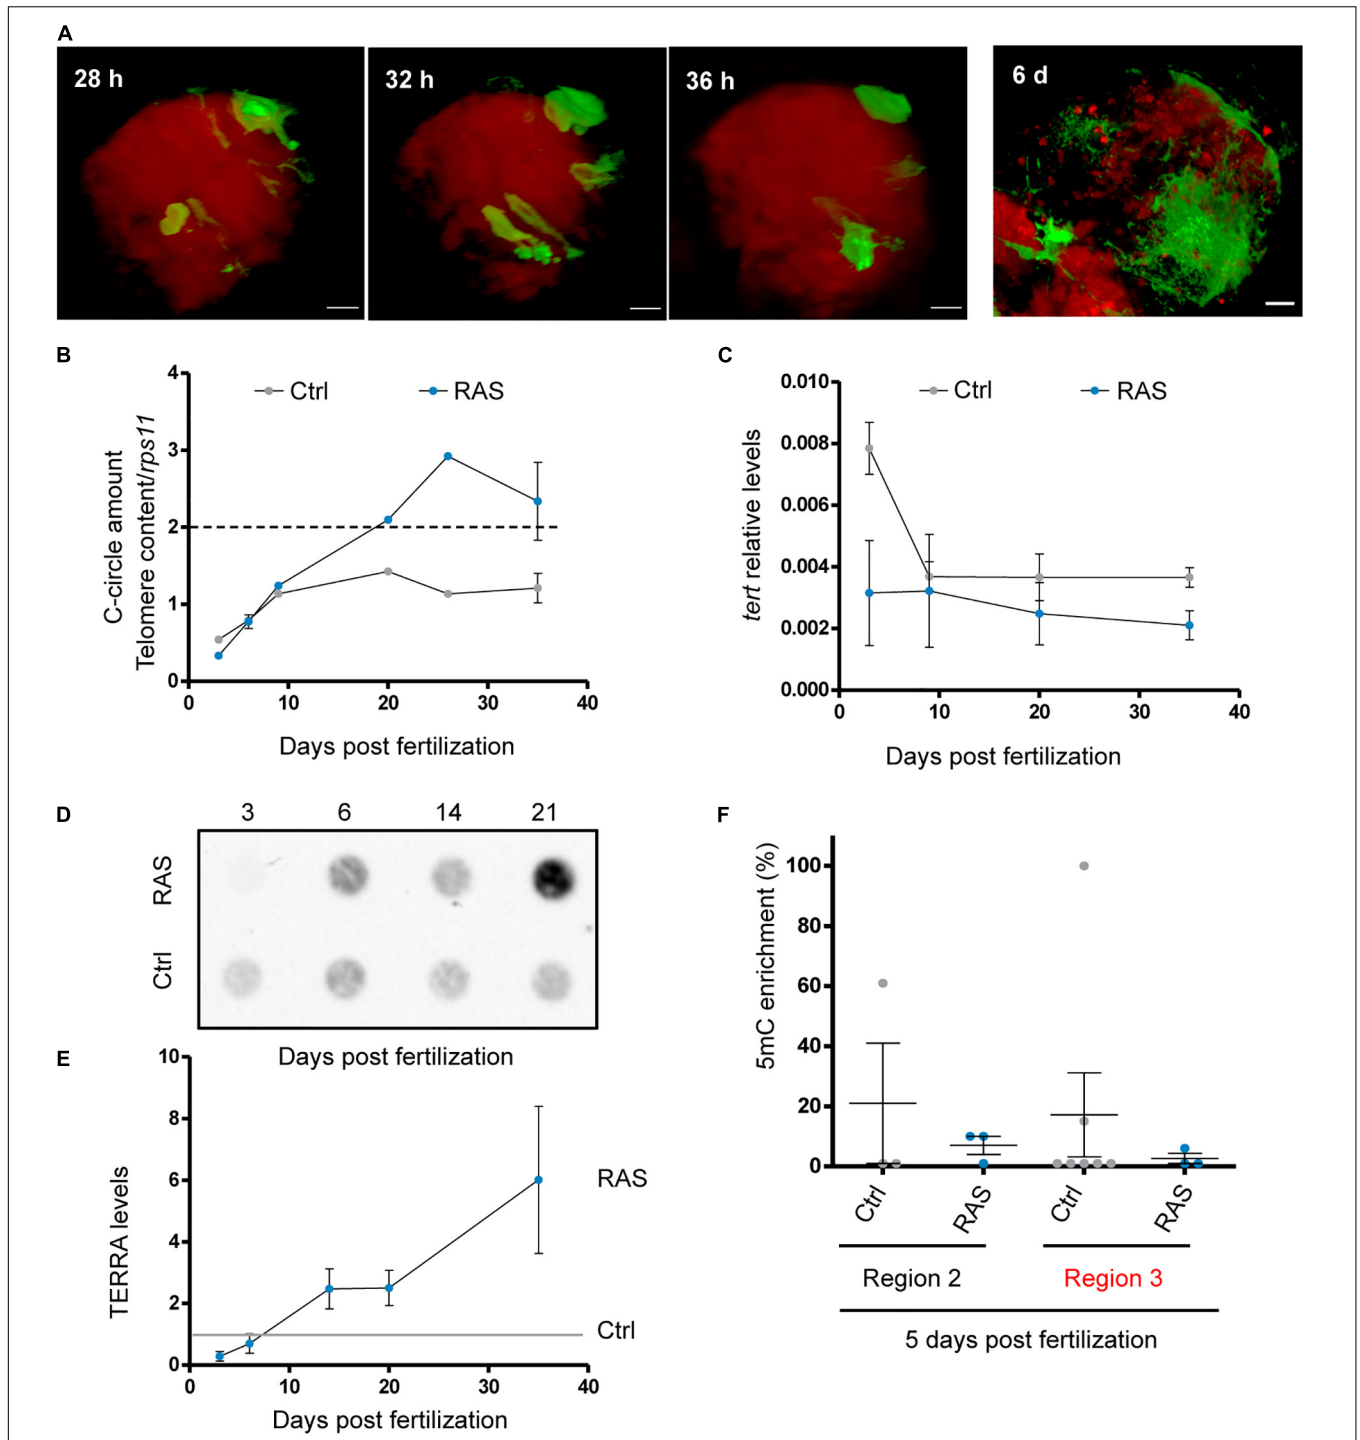 A
28 h
32 h
36 h
6 d
B
C-circle amount
Telomere content/rps11
4
3
2
1
0
0 10 20 30 40
Ctrl
RAS
Days post fertilization
C
tert relative levels
0.010
0.008
0.006
0.004
0.002
0.000
0 10 20 30 40
Ctrl
RAS
Days post fertilization
D
3 6 14 21
RAS
Ctrl
Days post fertilization
E
TERRA levels
10
8
6
4
2
0
0 10 20 30 40
RAS
Ctrl
Days post fertilization
F
5mC enrichment (%)
100
80
60
40
20
0
Ctrl
RAS
Ctrl
RAS
Region 2
Region 3
5 days post fertilization